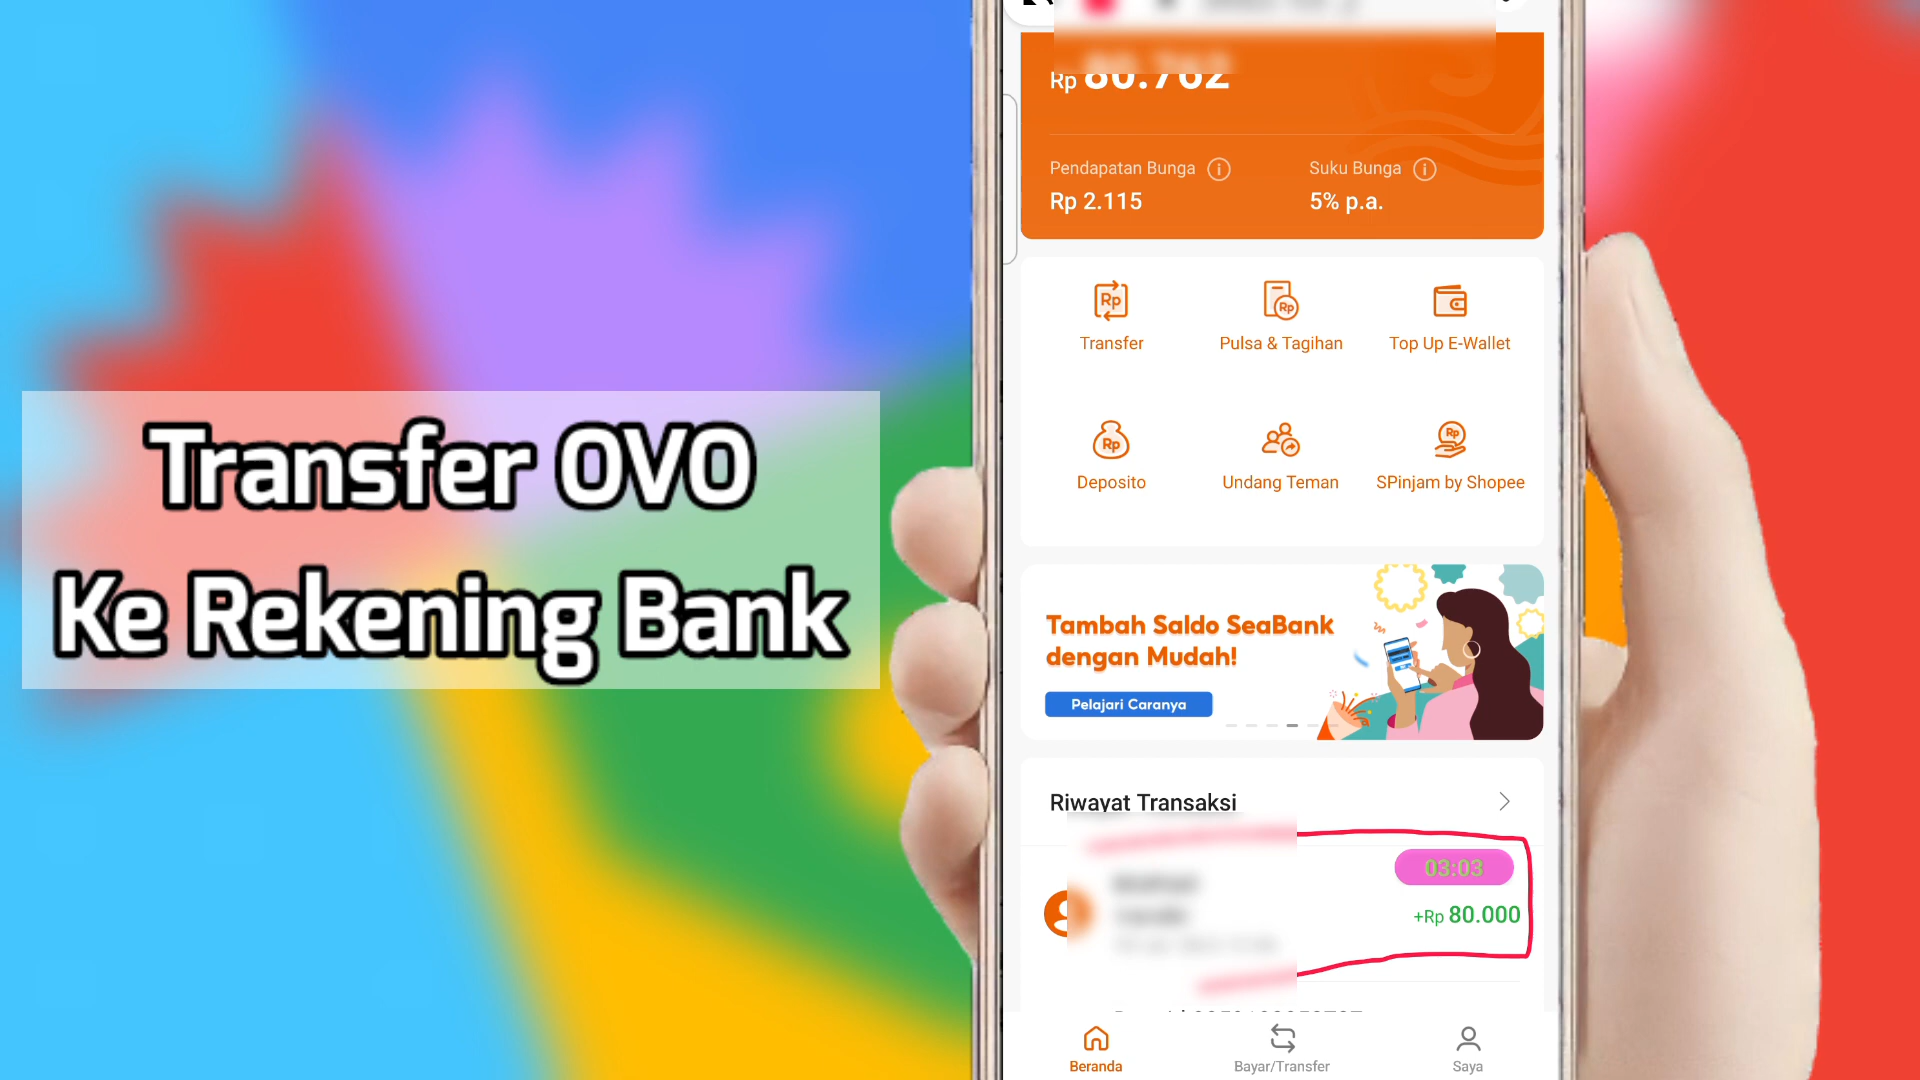 Transfer OVO
Ke Rekening Bank
Rp 80.762
Pendapatan Bunga
Rp 2.115
Suku Bunga
5% p.a.
Transfer
Pulsa & Tagihan
Top Up E-Wallet
Deposito
Undang Teman
SPinjam by Shopee
Tambah Saldo SeaBank
dengan Mudah!
Pelajari Caranya
Riwayat Transaksi
03:03
+Rp 80.000
Beranda
Bayar/Transfer
Saya